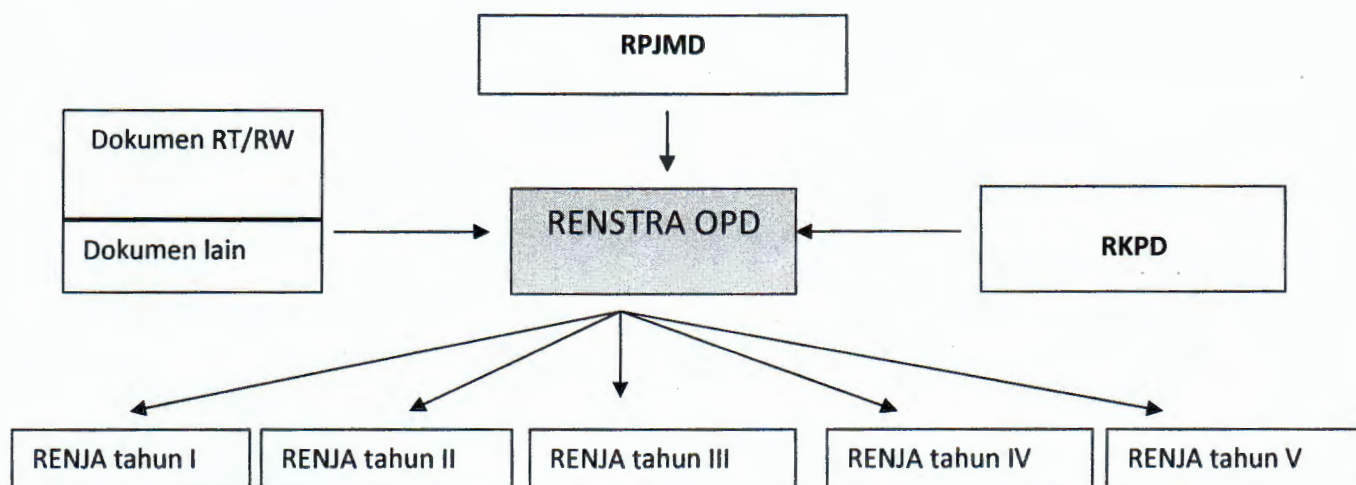 RPJMD
Dokumen RT/RW
Dokumen lain
RENSTRA OPD
RKPD
RENJA tahun I
RENJA tahun II
RENJA tahun III
RENJA tahun IV
RENJA tahun V